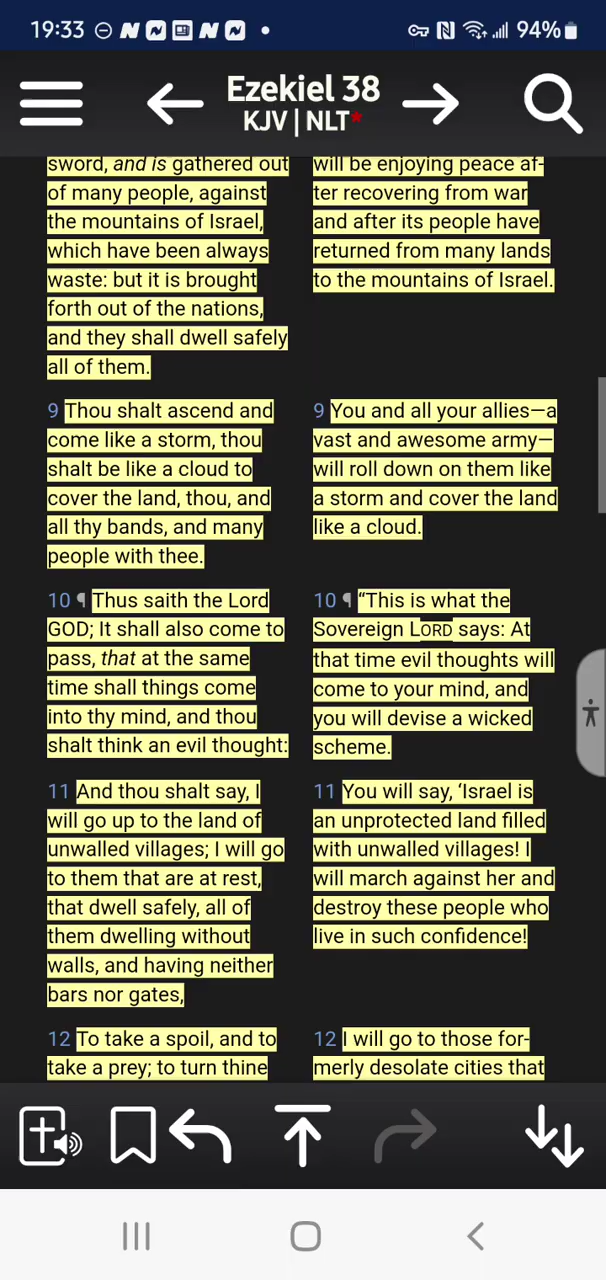 19:33
94%
Ezekiel 38
KJV | NLT*
sword, and is gathered out
of many people, against
the mountains of Israel,
which have been always
waste: but it is brought
forth out of the nations,
and they shall dwell safely
all of them.
will be enjoying peace af-
ter recovering from war
and after its people have
returned from many lands
to the mountains of Israel.
9 Thou shalt ascend and
come like a storm, thou
shalt be like a cloud to
cover the land, thou, and
all thy bands, and many
people with thee.
9 You and all your allies—a
vast and awesome army—
will roll down on them like
a storm and cover the land
like a cloud.
10 ¶ Thus saith the Lord
GOD; It shall also come to
pass, that at the same
time shall things come
into thy mind, and thou
shalt think an evil thought:
10 ¶ “This is what the
Sovereign LORD says: At
that time evil thoughts will
come to your mind, and
you will devise a wicked
scheme.
11 And thou shalt say, I
will go up to the land of
unwalled villages; I will go
to them that are at rest,
that dwell safely, all of
them dwelling without
walls, and having neither
bars nor gates,
11 You will say, ‘Israel is
an unprotected land filled
with unwalled villages! I
will march against her and
destroy these people who
live in such confidence!
12 To take a spoil, and to
take a prey; to turn thine
12 I will go to those for-
merly desolate cities that